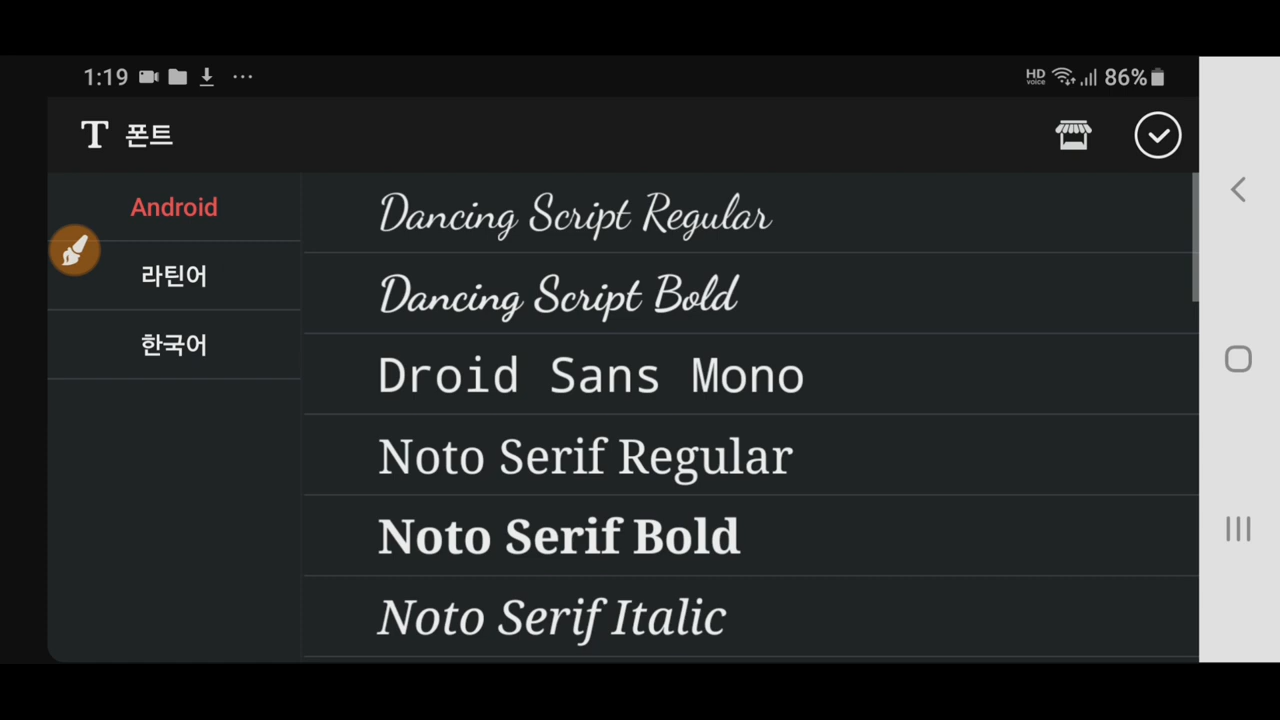 1:19 HD voice 86%
T 폰트
Android
라틴어
한국어
Dancing Script Regular
Dancing Script Bold
Droid Sans Mono
Noto Serif Regular
Noto Serif Bold
Noto Serif Italic